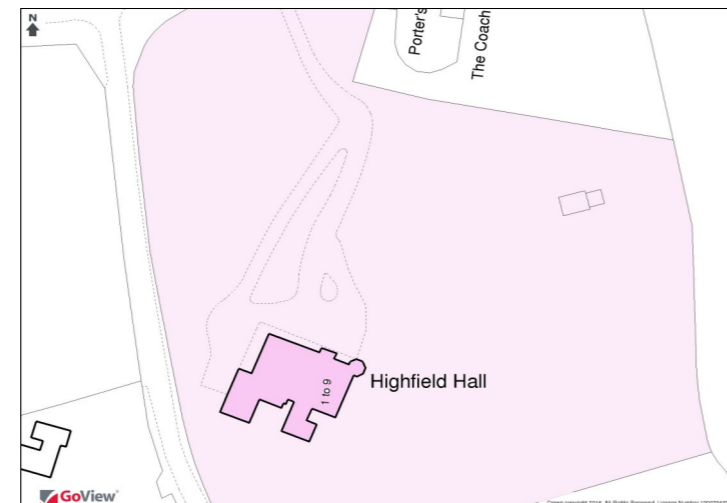 N
Porter's
The Coach
Highfield Hall
1 to 9
GoView